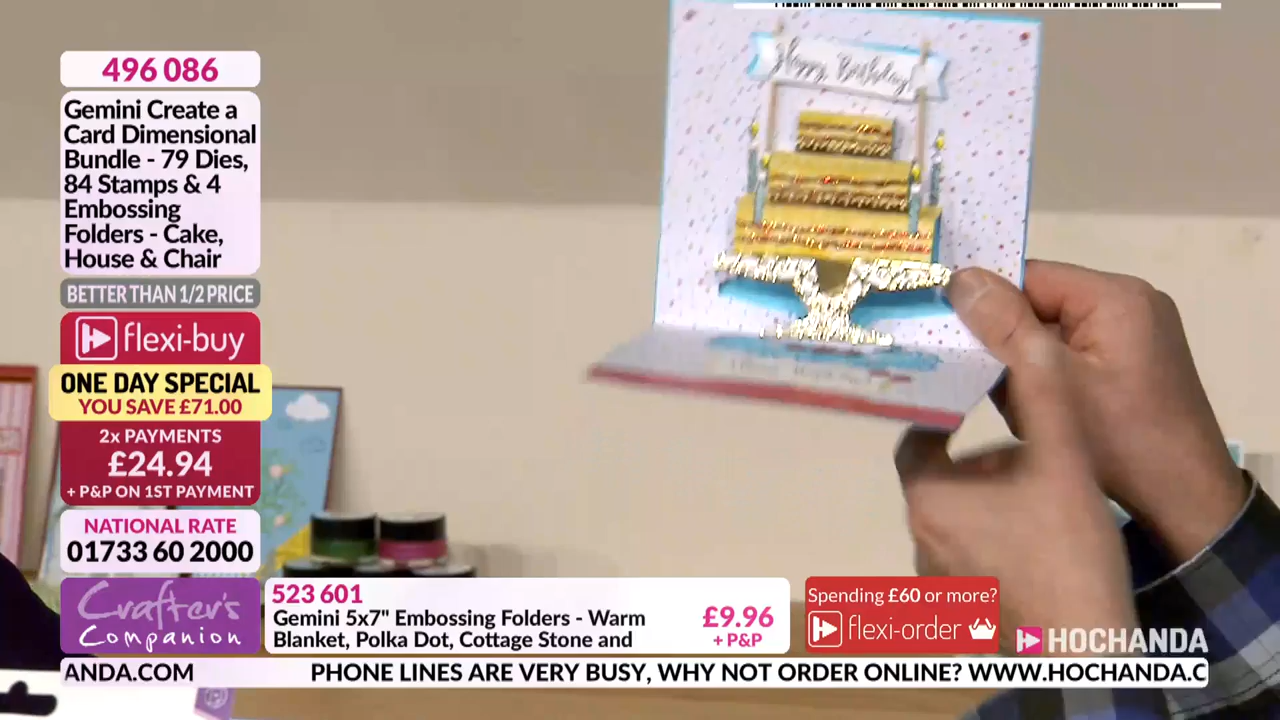 496 086
Gemini Create a
Card Dimensional
Bundle - 79 Dies,
84 Stamps & 4
Embossing
Folders - Cake,
House & Chair
BETTER THAN 1/2 PRICE
flexi-buy
ONE DAY SPECIAL
YOU SAVE £71.00
2x PAYMENTS
£24.94
+ P&P ON 1ST PAYMENT
NATIONAL RATE
01733 60 2000
Happy Birthday!
Crafter's
Companion
523 601
Gemini 5x7" Embossing Folders - Warm
Blanket, Polka Dot, Cottage Stone and
£9.96
+ P&P
Spending £60 or more?
flexi-order
HOCHANDA
ANDA.COM PHONE LINES ARE VERY BUSY, WHY NOT ORDER ONLINE? WWW.HOCHANDA.C